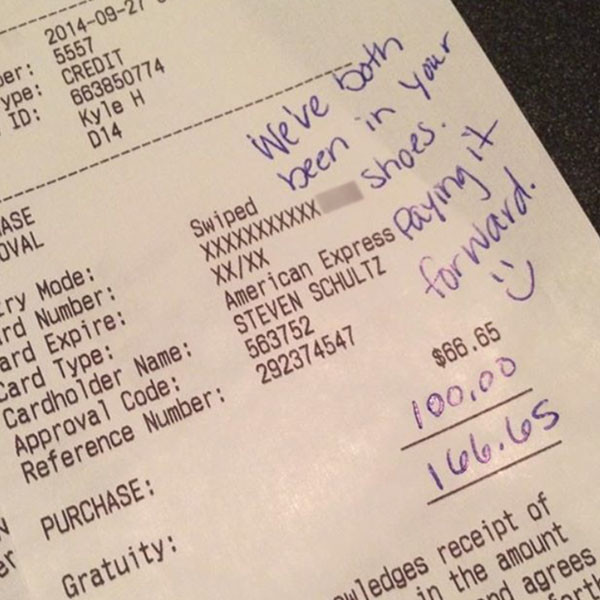 2014-09-27
ber: 5557
ype: CREDIT
ID: 663850774
Kyle H
D14
We've both
been in your
shoes.
Paying it
forward.
:)
ASE
OVAL
ry Mode: Swiped
rd Number: XXXXXXXXXXX
ard Expire: XX/XX
Card Type: American Express
Cardholder Name: STEVEN SCHULTZ
Approval Code: 563752
Reference Number: 292374547
PURCHASE: $66.65
Gratuity: 100.00
166.65
wledges receipt of
in the amount
nd agrees
forth